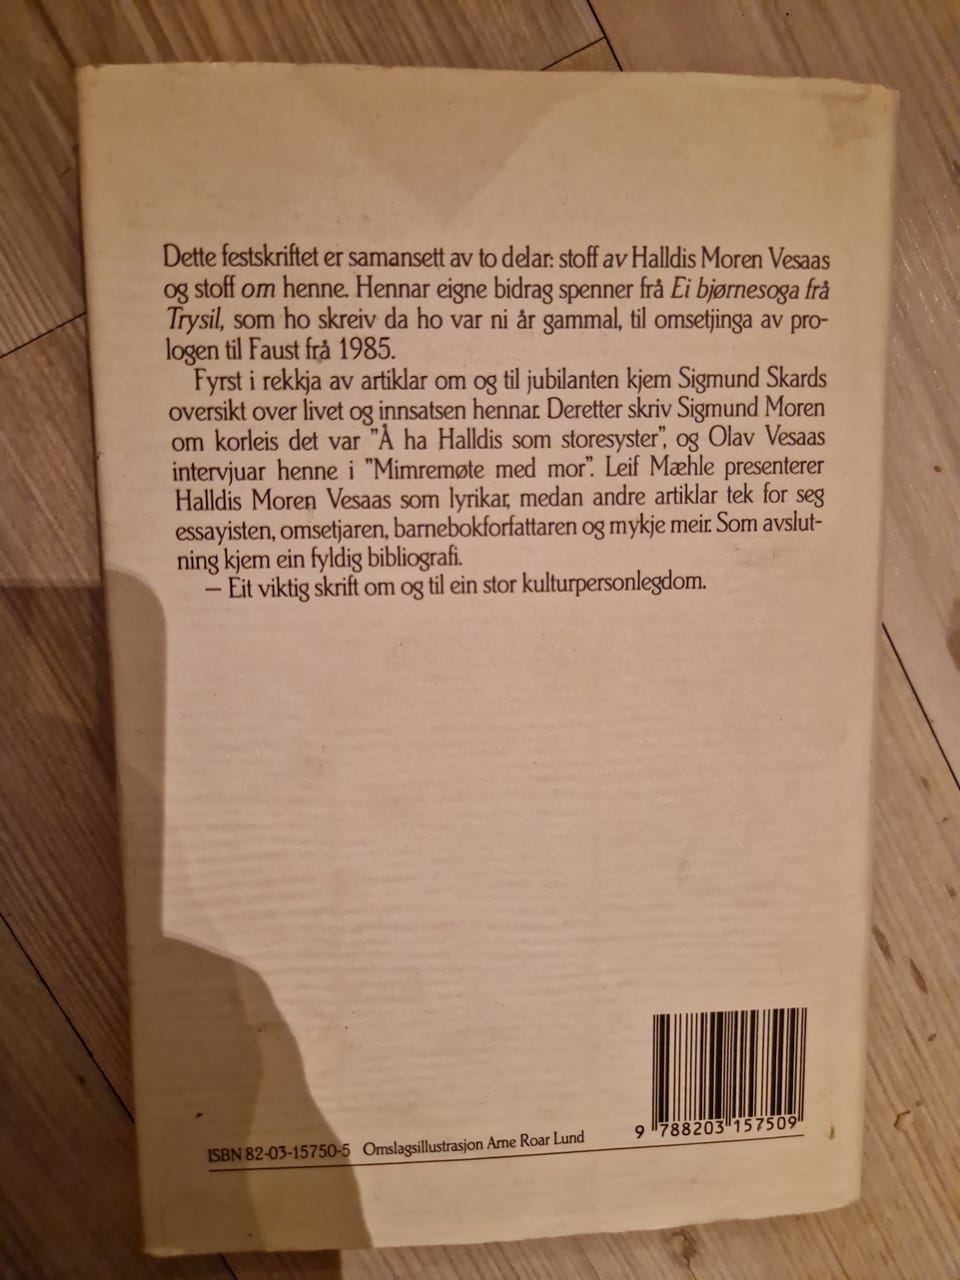 Dette festskriftet er samansett av to delar: stoff av Halldis Moren Vesaas
og stoff om henne. Hennar eigne bidrag spenner frå Ei bjørnesoga frå
Trysil, som ho skreiv da ho var ni år gammal, til omsetjinga av pro-
logen til Faust frå 1985.
Fyrst i rekkja av artiklar om og til jubilanten kjem Sigmund Skards
oversikt over livet og innsatsen hennar. Deretter skriv Sigmund Moren
om korleis det var "Å ha Halldis som storesyster", og Olav Vesaas
intervjuar henne i "Mimremøte med mor". Leif Mæhle presenterer
Halldis Moren Vesaas som lyrikar, medan andre artiklar tek for seg
essayisten, omsetjaren, barnebokforfattaren og mykje meir. Som avslut-
ning kjem ein fyldig bibliografi.
– Eit viktig skrift om og til ein stor kulturpersonlegdom.
ISBN 82-03-15750-5 Omslagsillustrasjon Arne Roar Lund
9 788203 157509